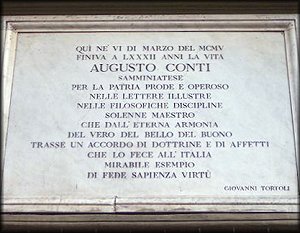 QUI NE' VI DI MARZO DEL MCMV
FINIVA A LXXXII ANNI LA VITA
AUGUSTO CONTI
SAMMINIATESE
PER LA PATRIA PRODE E OPEROSO
NELLE LETTERE ILLUSTRE
NELLE FILOSOFICHE DISCIPLINE
SOLENNE MAESTRO
CHE DALL'ETERNA ARMONIA
DEL VERO DEL BELLO DEL BUONO
TRASSE UN ACCORDO DI DOTTRINE E DI AFFETTI
CHE LO FECE ALL'ITALIA
MIRABILE ESEMPIO
DI FEDE SAPIENZA VIRTÙ
GIOVANNI TORTOLI